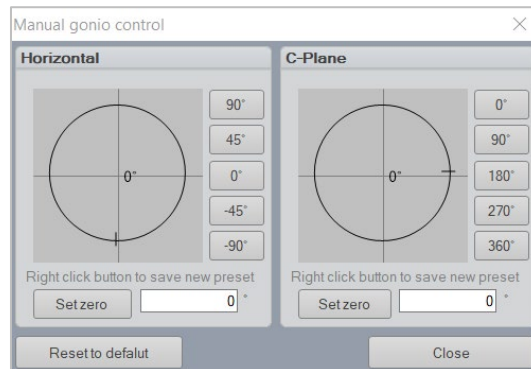 Manual gonio control
Horizontal
0°
90°
45°
0°
-45°
-90°
Right click button to save new preset
Set zero
0 °
C-Plane
0°
0°
90°
180°
270°
360°
Right click button to save new preset
Set zero
0 °
Reset to defalut
Close